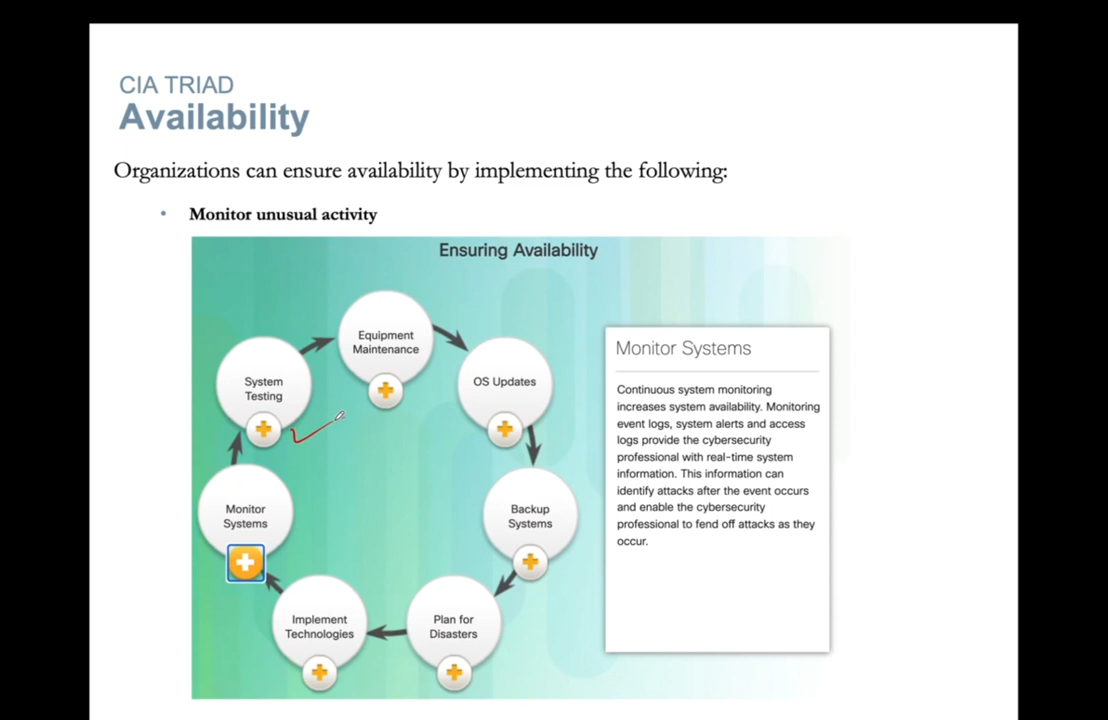 CIA TRIAD
Availability
Organizations can ensure availability by implementing the following:
• Monitor unusual activity
Ensuring Availability
Equipment
Maintenance
System
Testing
OS Updates
Monitor
Systems
Backup
Systems
Implement
Technologies
Plan for
Disasters
Monitor Systems
Continuous system monitoring
increases system availability. Monitoring
event logs, system alerts and access
logs provide the cybersecurity
professional with real-time system
information. This information can
identify attacks after the event occurs
and enable the cybersecurity
professional to fend off attacks as they
occur.